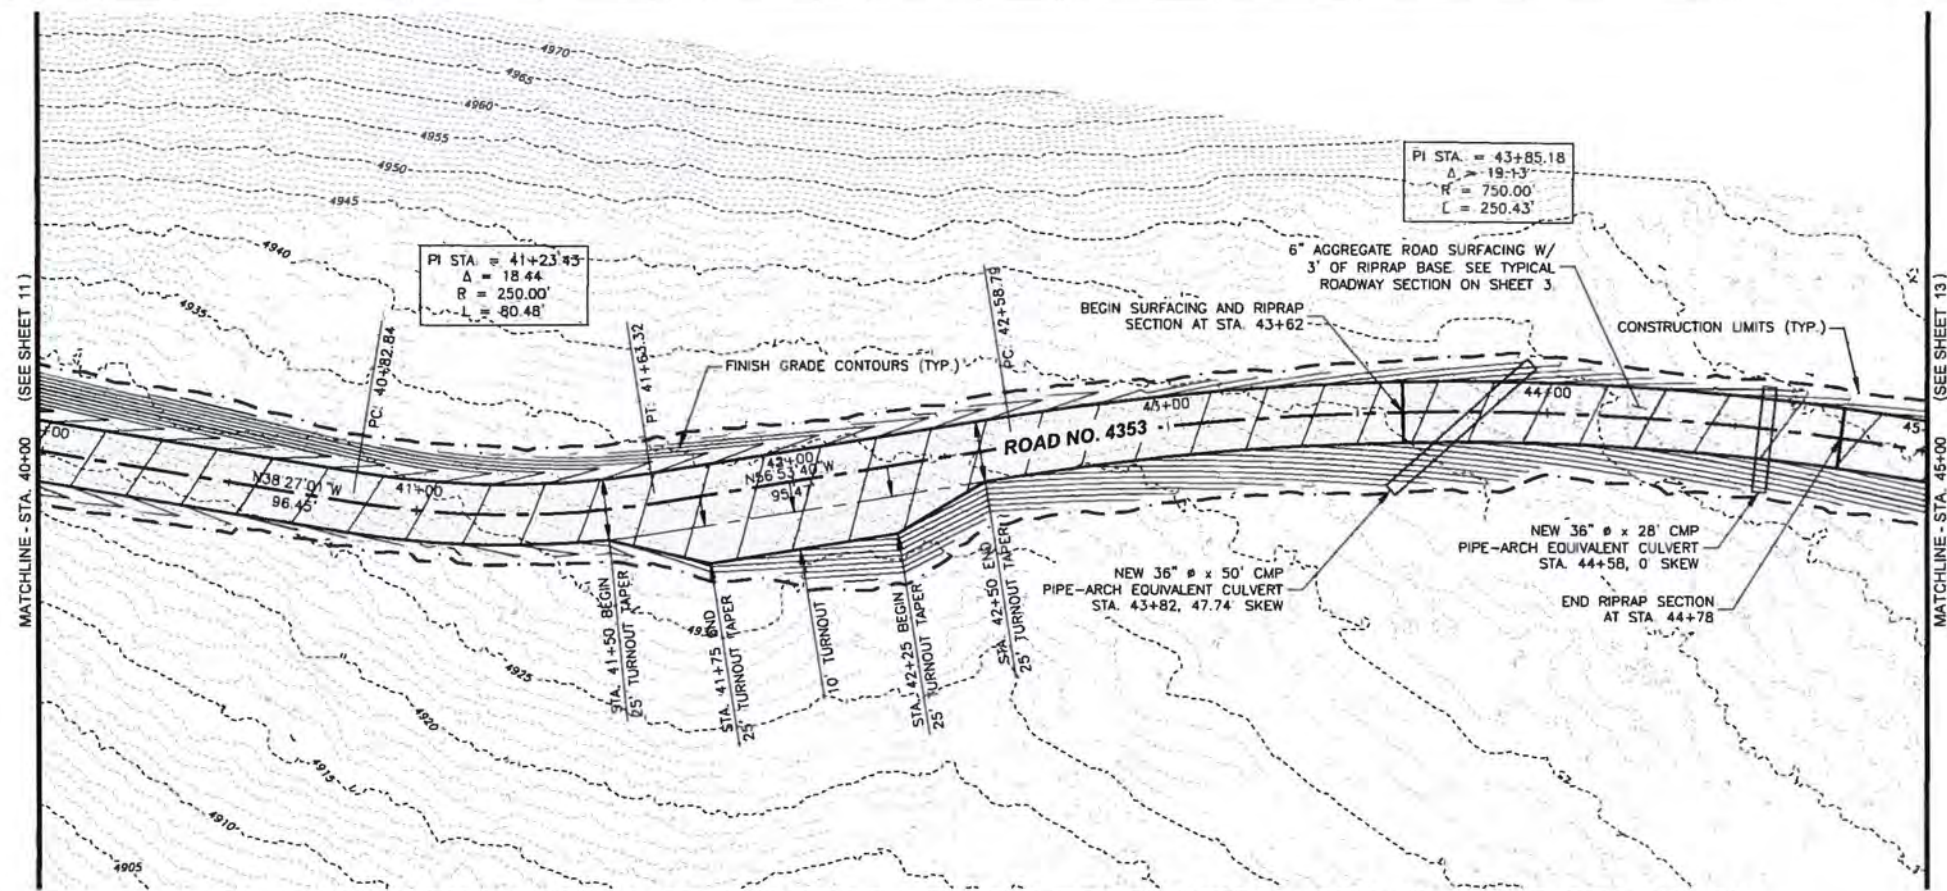 4970
4965
4960
4955
4950
4945
4940
4935
PI STA. = 41+23.43
Δ = 18.44
R = 250.00'
L = 80.48'
PI STA. = 43+85.18
Δ = 19.13
R = 750.00'
L = 250.43'
6" AGGREGATE ROAD SURFACING W/
3' OF RIPRAP BASE. SEE TYPICAL
ROADWAY SECTION ON SHEET 3.
BEGIN SURFACING AND RIPRAP
SECTION AT STA. 43+62
CONSTRUCTION LIMITS (TYP.)
FINISH GRADE CONTOURS (TYP.)
PC: 40+82.84
PT: 41+63.32
PC: 42+58.79
MATCHLINE - STA. 40+00 (SEE SHEET 11)
MATCHLINE - STA. 45+00 (SEE SHEET 13)
+00
N38°27'01"W
96.45'
41+00
42+00
N56°53'40"W
95.47
ROAD NO. 4353
43+00
44+00
45
STA. 41+50 BEGIN
25' TURNOUT TAPER
STA. 41+75 END
25' TURNOUT TAPER
10' TURNOUT
STA. 42+25 BEGIN
25' TURNOUT TAPER
STA. 42+50 END
25' TURNOUT TAPER
NEW 36" ø x 50' CMP
PIPE-ARCH EQUIVALENT CULVERT
STA. 43+82, 47.74° SKEW
NEW 36" ø x 28' CMP
PIPE-ARCH EQUIVALENT CULVERT
STA. 44+58, 0° SKEW
END RIPRAP SECTION
AT STA. 44+78
4930
4925
4920
4915
4910
4905